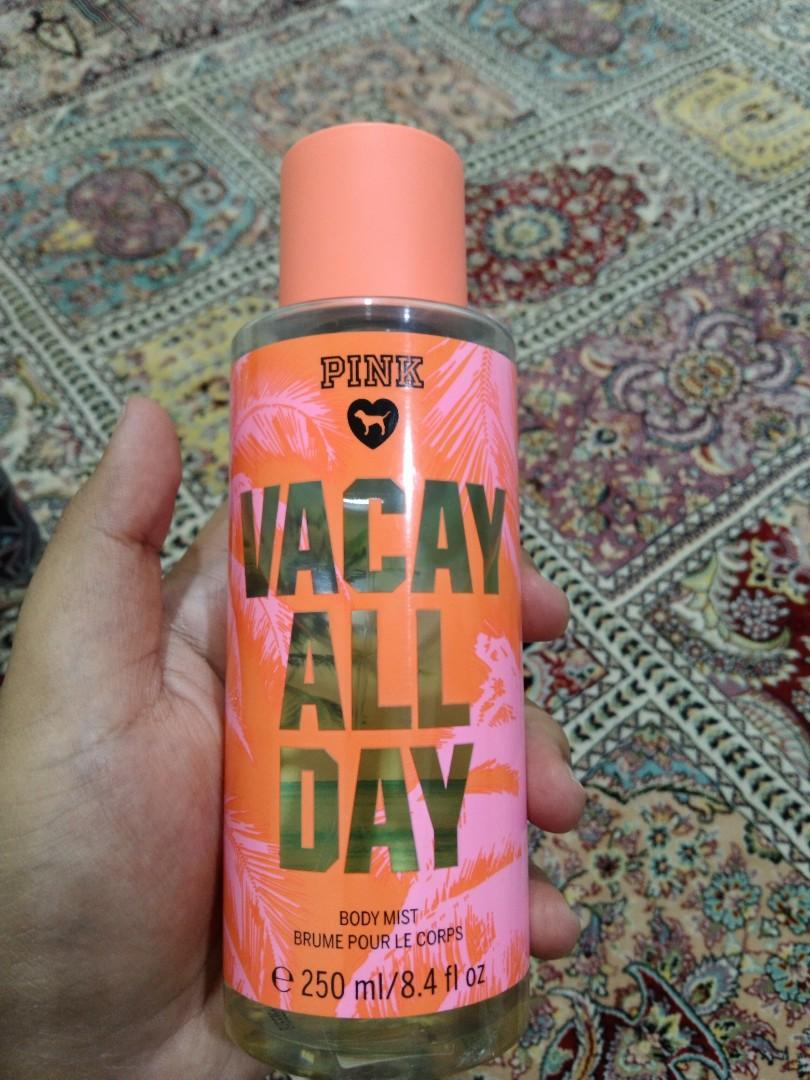 PINK
VACAY
ALL
DAY
BODY MIST
BRUME POUR LE CORPS
℮ 250 ml/8.4 fl oz